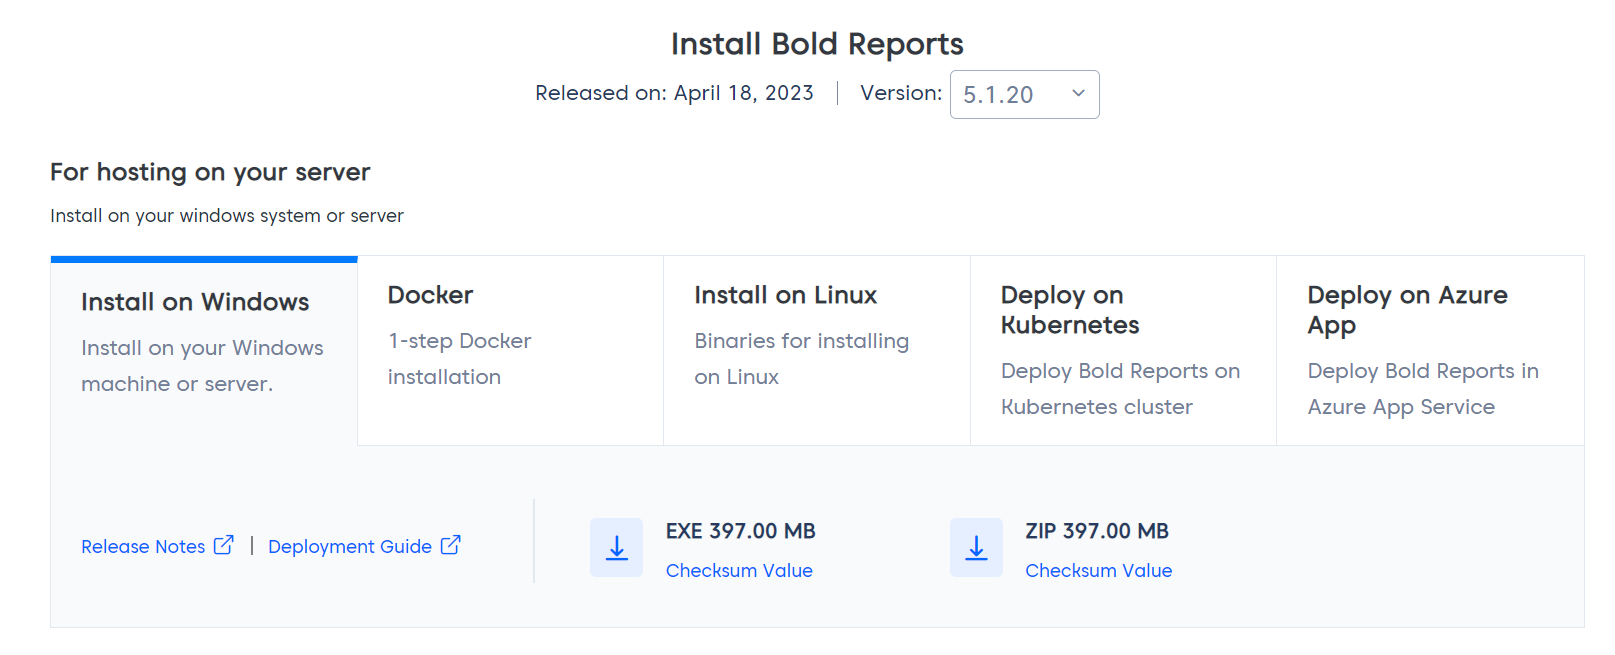 Install Bold Reports
Released on: April 18, 2023 | Version: 5.1.20
For hosting on your server
Install on your windows system or server
Install on Windows
Install on your Windows
machine or server.
Docker
1-step Docker
installation
Install on Linux
Binaries for installing
on Linux
Deploy on
Kubernetes
Deploy Bold Reports on
Kubernetes cluster
Deploy on Azure
App
Deploy Bold Reports in
Azure App Service
Release Notes | Deployment Guide
EXE 397.00 MB
Checksum Value
ZIP 397.00 MB
Checksum Value